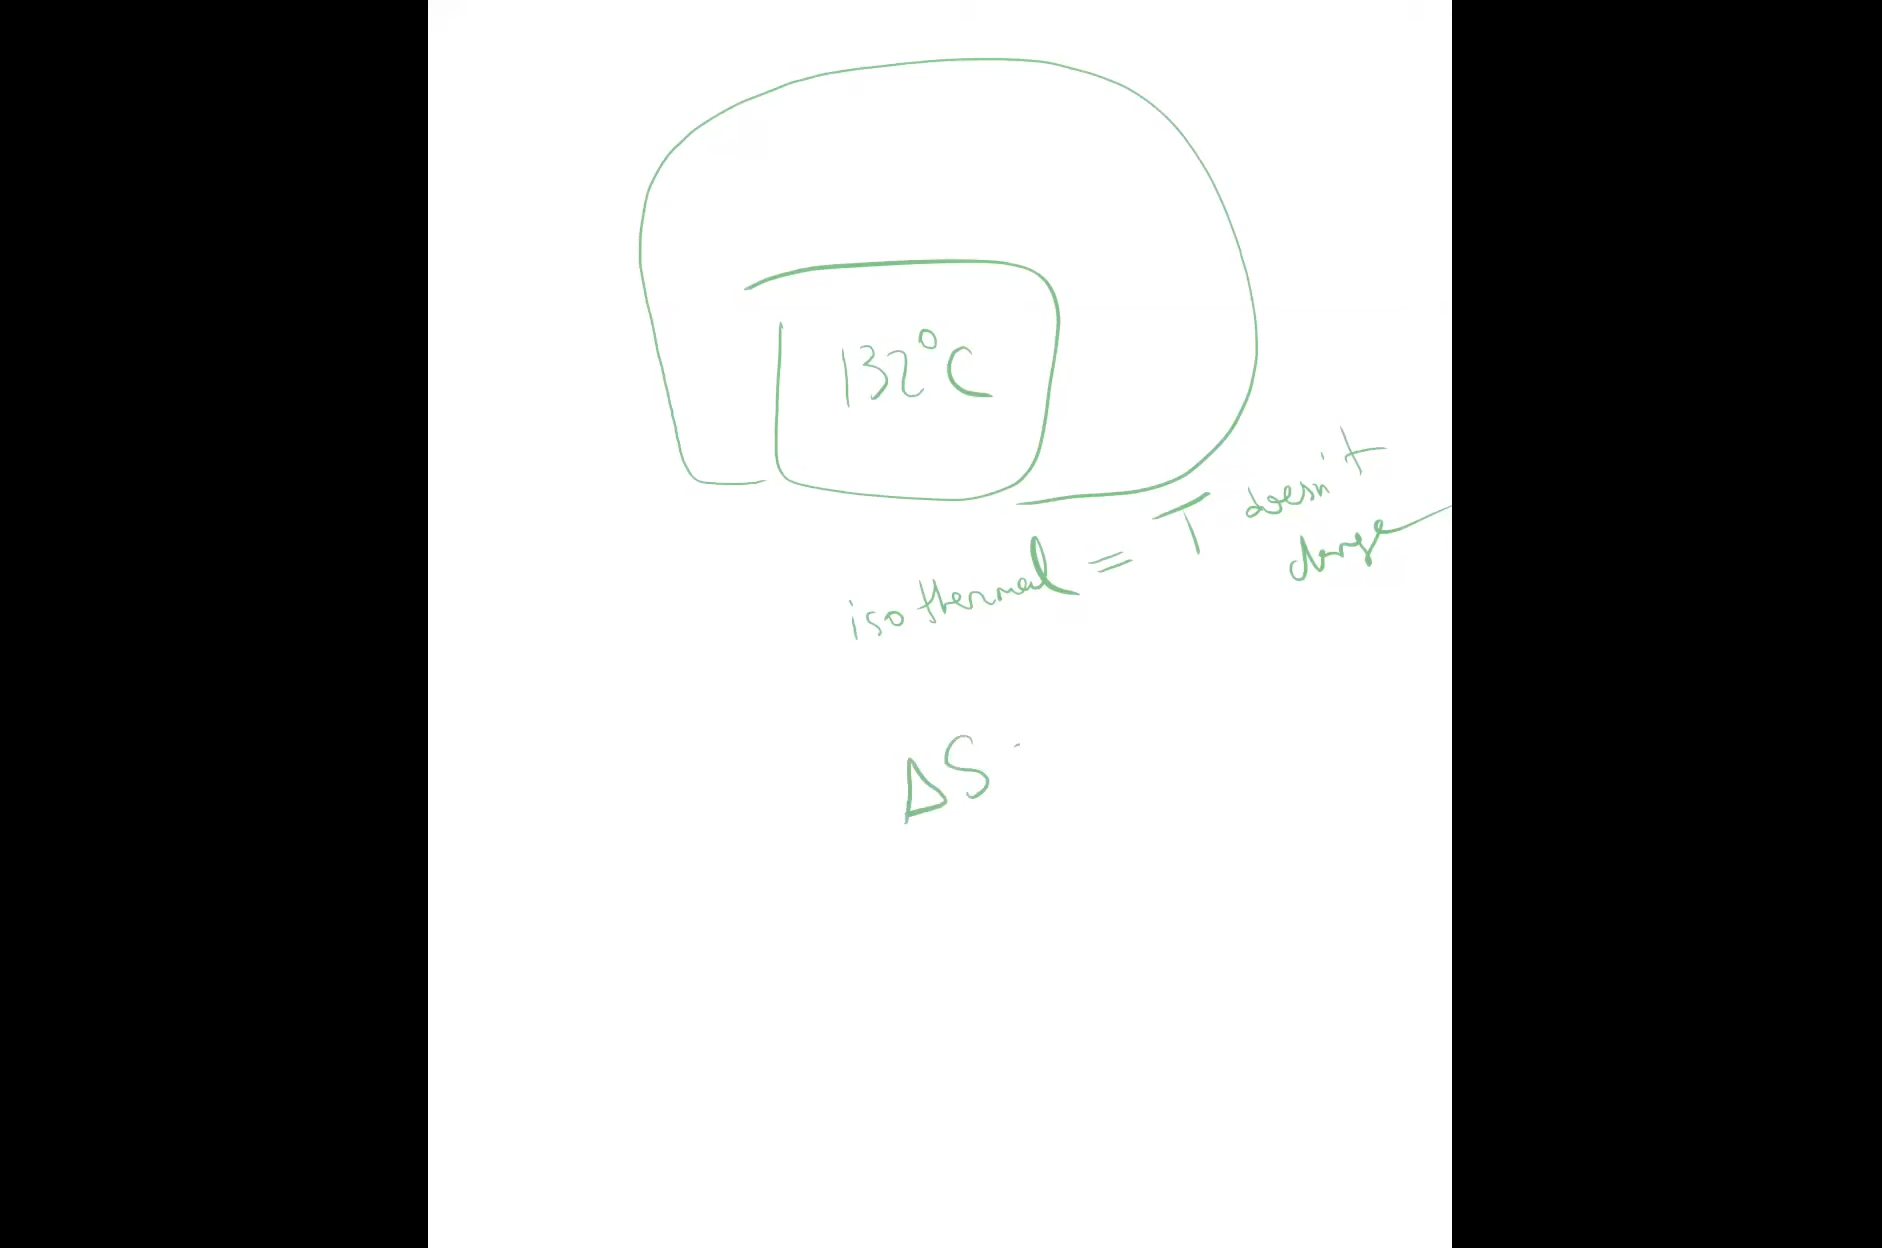 132°C
isothermal = T doesn't
change
ΔS